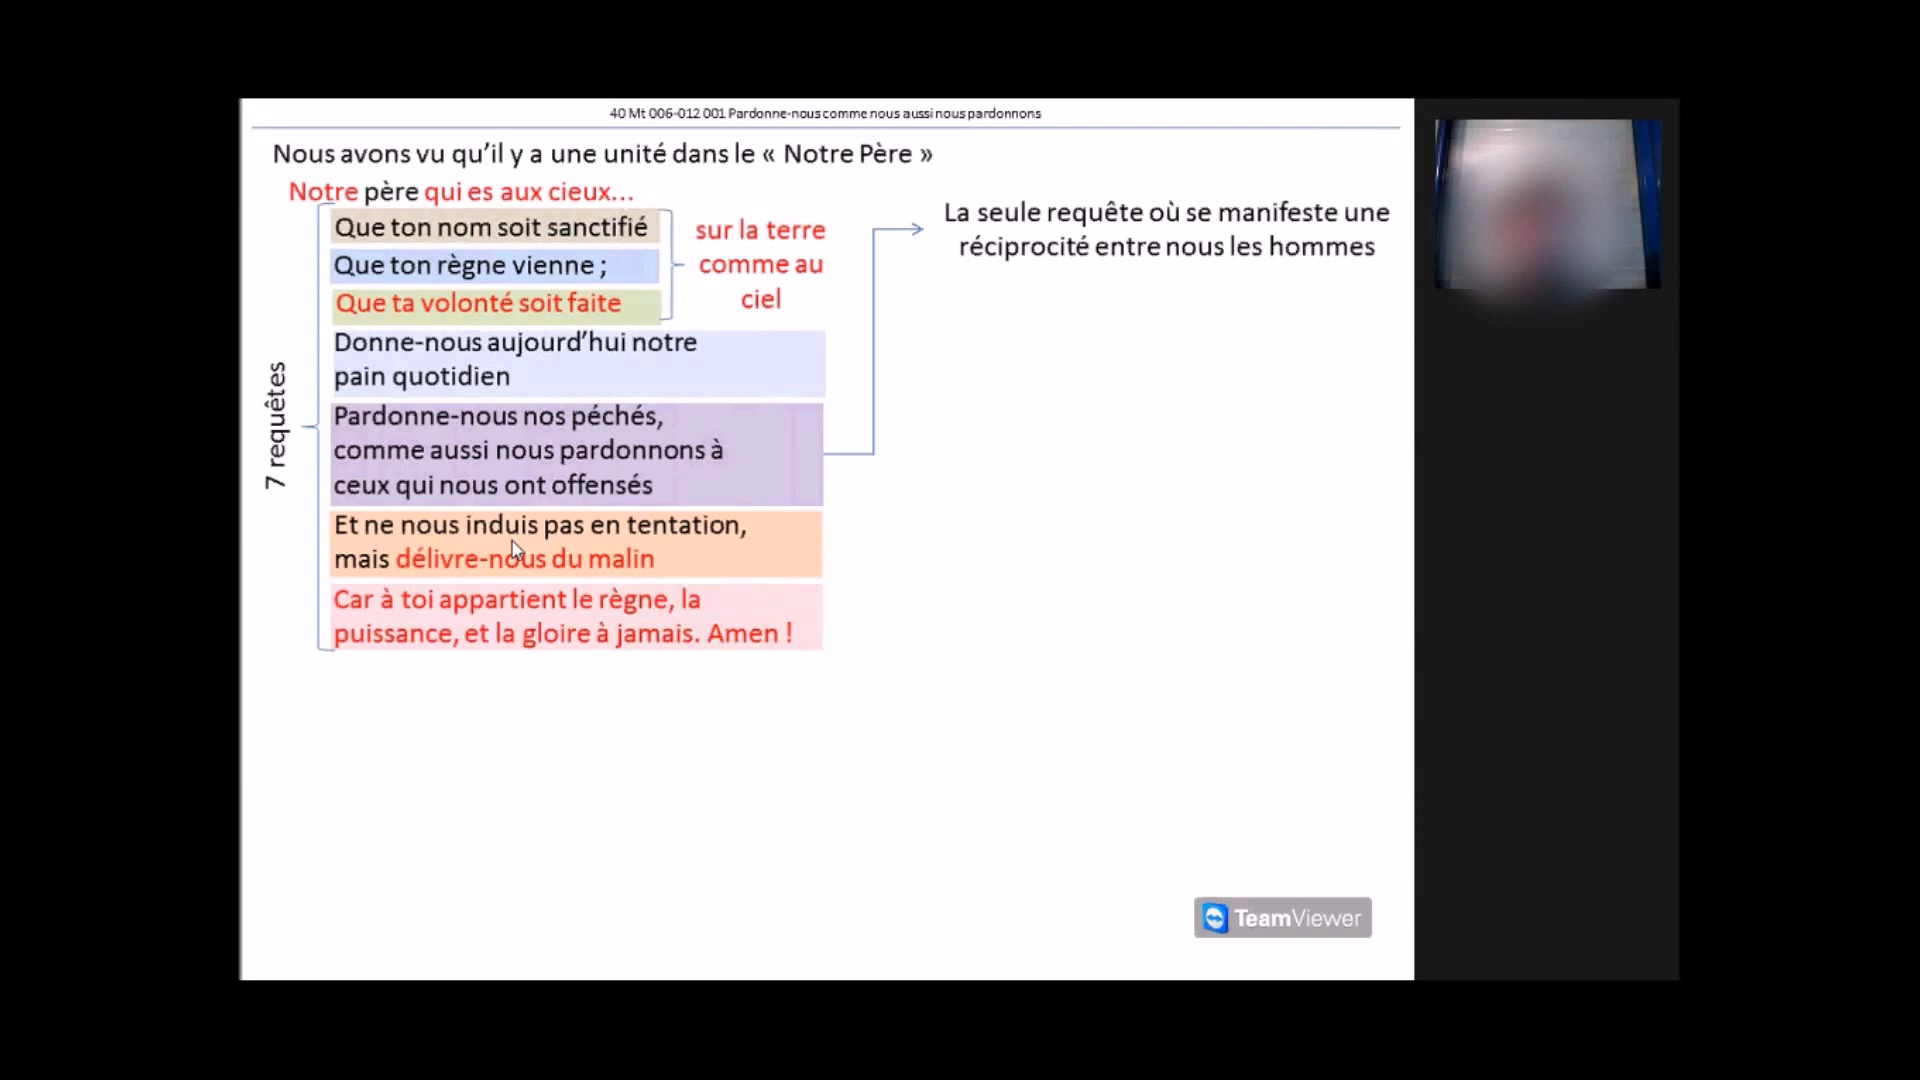 40 Mt 006-012 001 Pardonne-nous comme nous aussi nous pardonnons
Nous avons vu qu’il y a une unité dans le « Notre Père »
Notre père qui es aux cieux...
7 requêtes
Que ton nom soit sanctifié
Que ton règne vienne ;
Que ta volonté soit faite
sur la terre
comme au
ciel
Donne-nous aujourd’hui notre
pain quotidien
Pardonne-nous nos péchés,
comme aussi nous pardonnons à
ceux qui nous ont offensés
Et ne nous induis pas en tentation,
mais délivre-nous du malin
Car à toi appartient le règne, la
puissance, et la gloire à jamais. Amen !
La seule requête où se manifeste une
réciprocité entre nous les hommes
TeamViewer